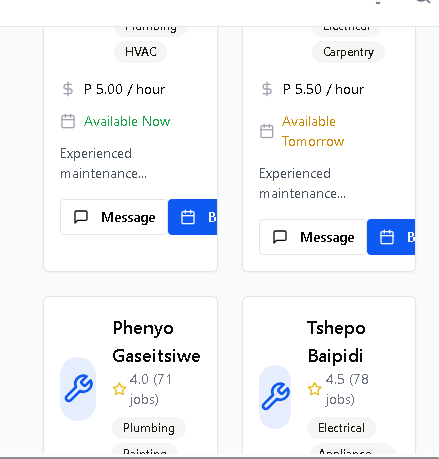 Plumbing
HVAC
P 5.00 / hour
Available Now
Experienced
maintenance...
Message
B
Electrical
Carpentry
P 5.50 / hour
Available
Tomorrow
Experienced
maintenance...
Message
B
Phenyo
Gaseitsiwe
4.0 (71
jobs)
Plumbing
Painting
Tshepo
Baipidi
4.5 (78
jobs)
Electrical
Appliance